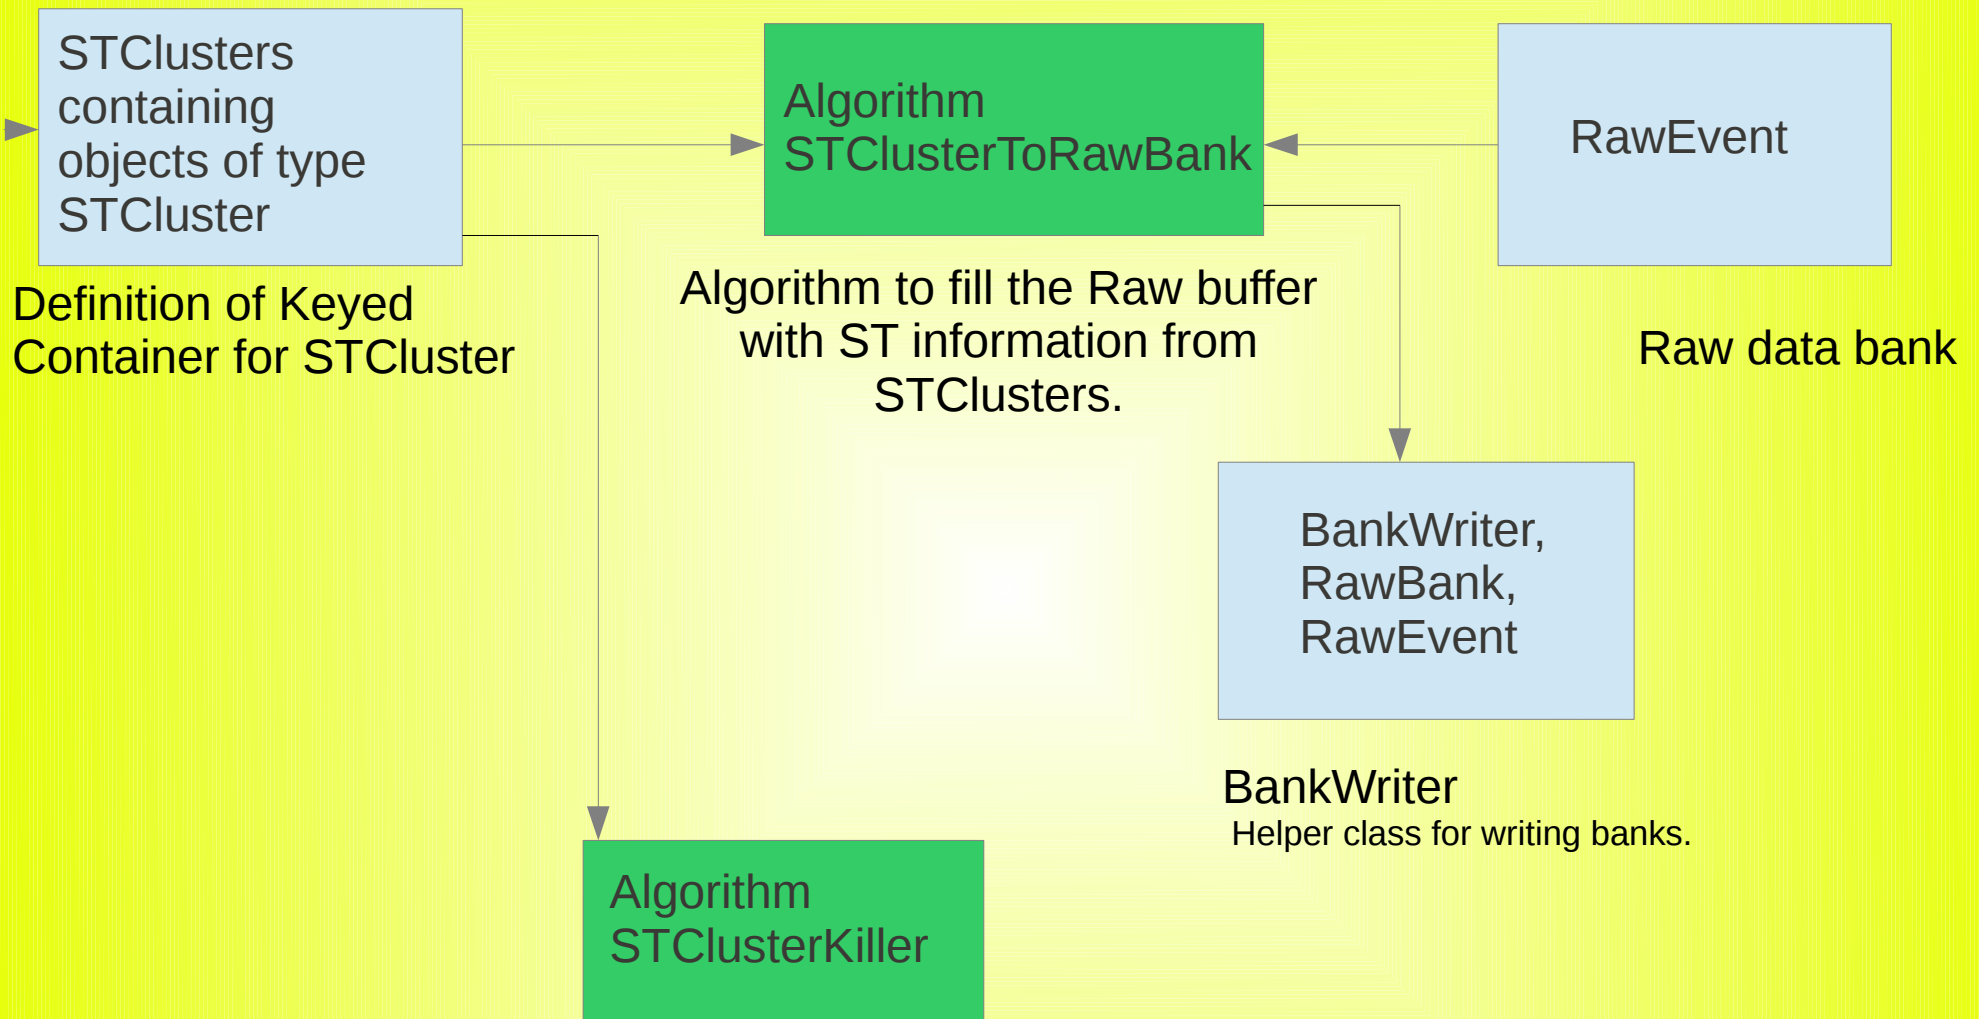 STClusters
containing
objects of type
STCluster
Definition of Keyed
Container for STCluster
Algorithm
STClusterToRawBank
Algorithm to fill the Raw buffer
with ST information from
STClusters.
RawEvent
Raw data bank
BankWriter,
RawBank,
RawEvent
BankWriter
Helper class for writing banks.
Algorithm
STClusterKiller